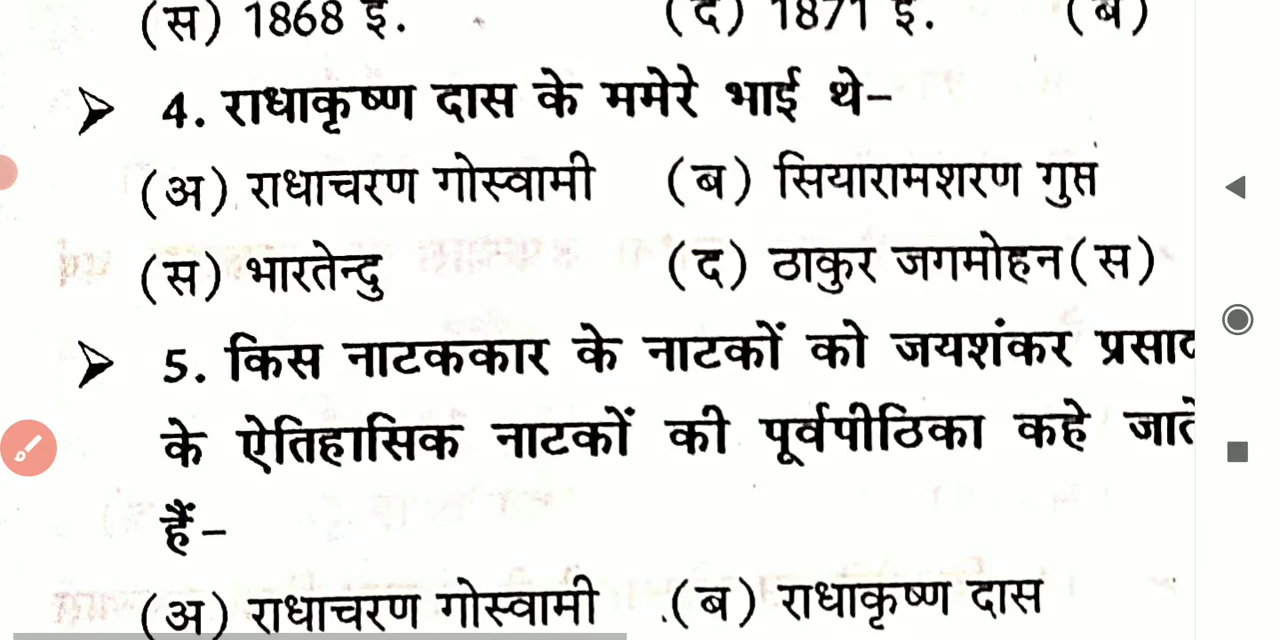 (स) 1868 ई. (द) 1871 ई. (ब)
4. राधाकृष्ण दास के ममेरे भाई थे-
(अ) राधाचरण गोस्वामी (ब) सियारामशरण गुप्त
(स) भारतेन्दु (द) ठाकुर जगमोहन(स)
5. किस नाटककार के नाटकों को जयशंकर प्रसाद
के ऐतिहासिक नाटकों की पूर्वपीठिका कहे जाते
हैं-
(अ) राधाचरण गोस्वामी (ब) राधाकृष्ण दास